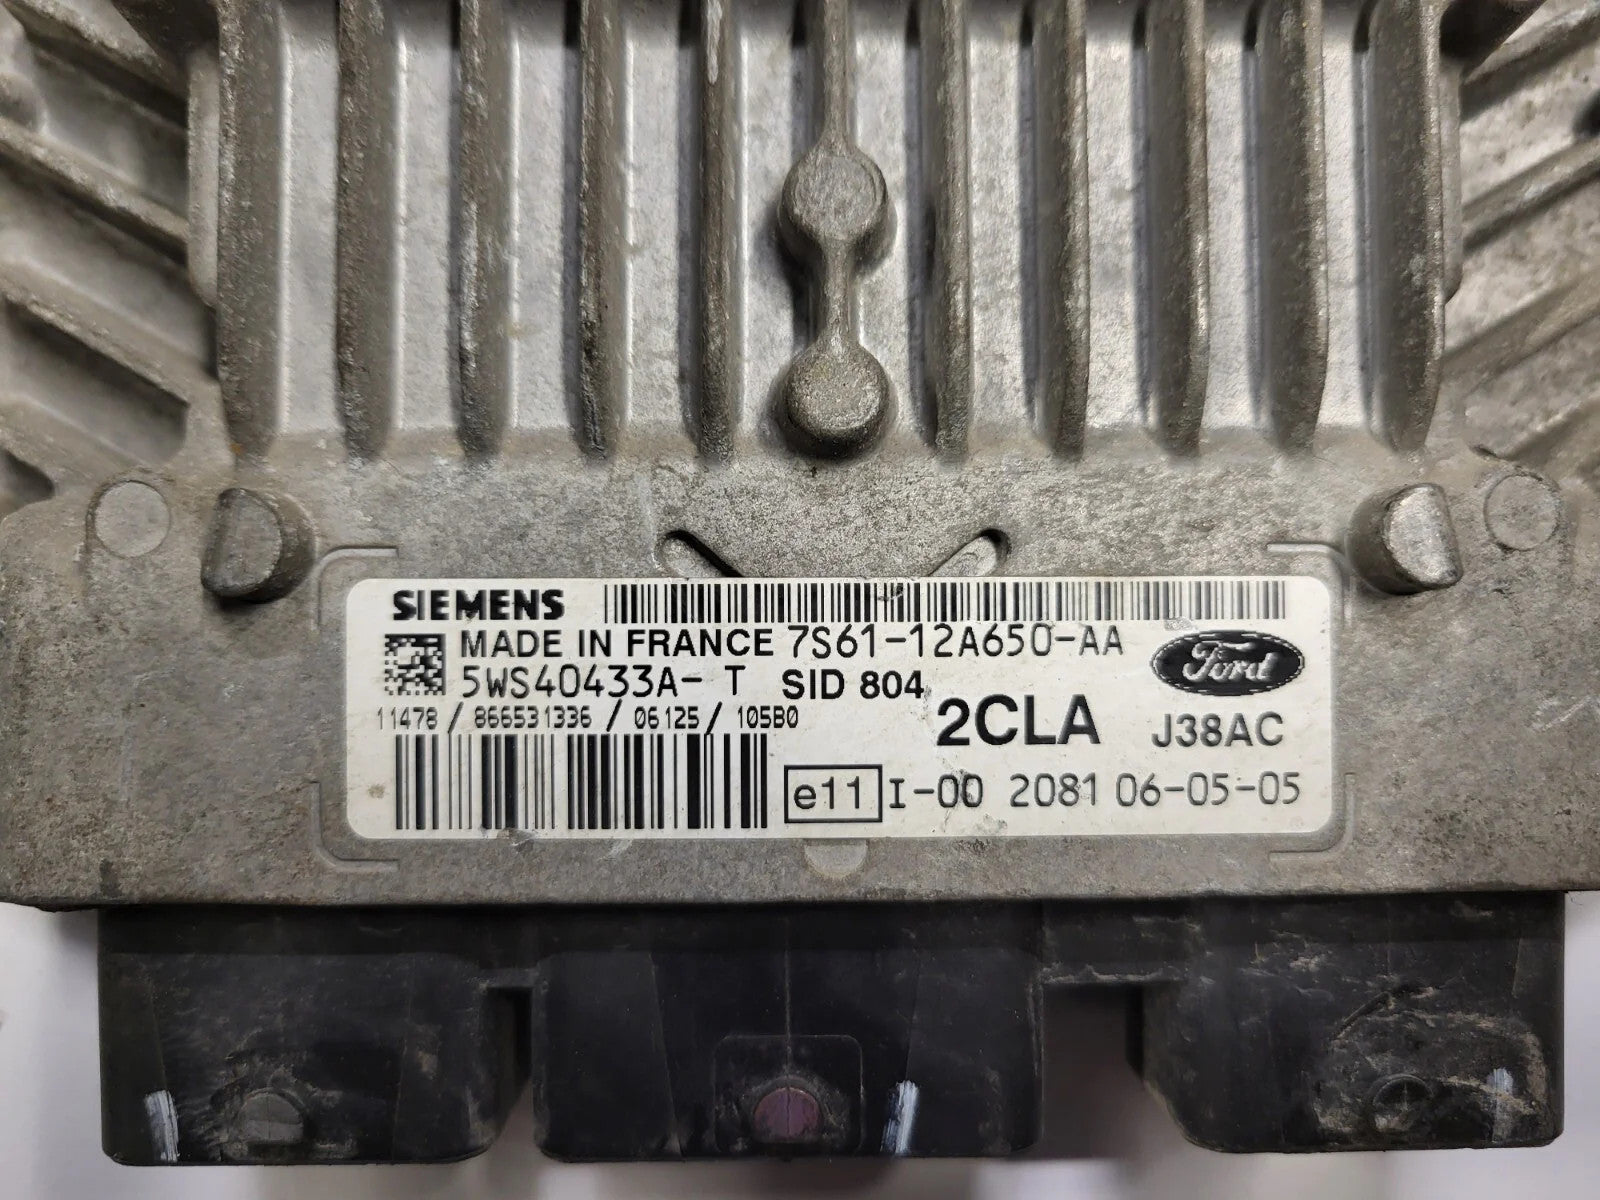 SIEMENS
MADE IN FRANCE 7S61-12A650-AA
Ford
5WS40433A- T SID 804
11478 / 866531336 / 06125 / 105B0
2CLA J38AC
e11 I-00 2081 06-05-05